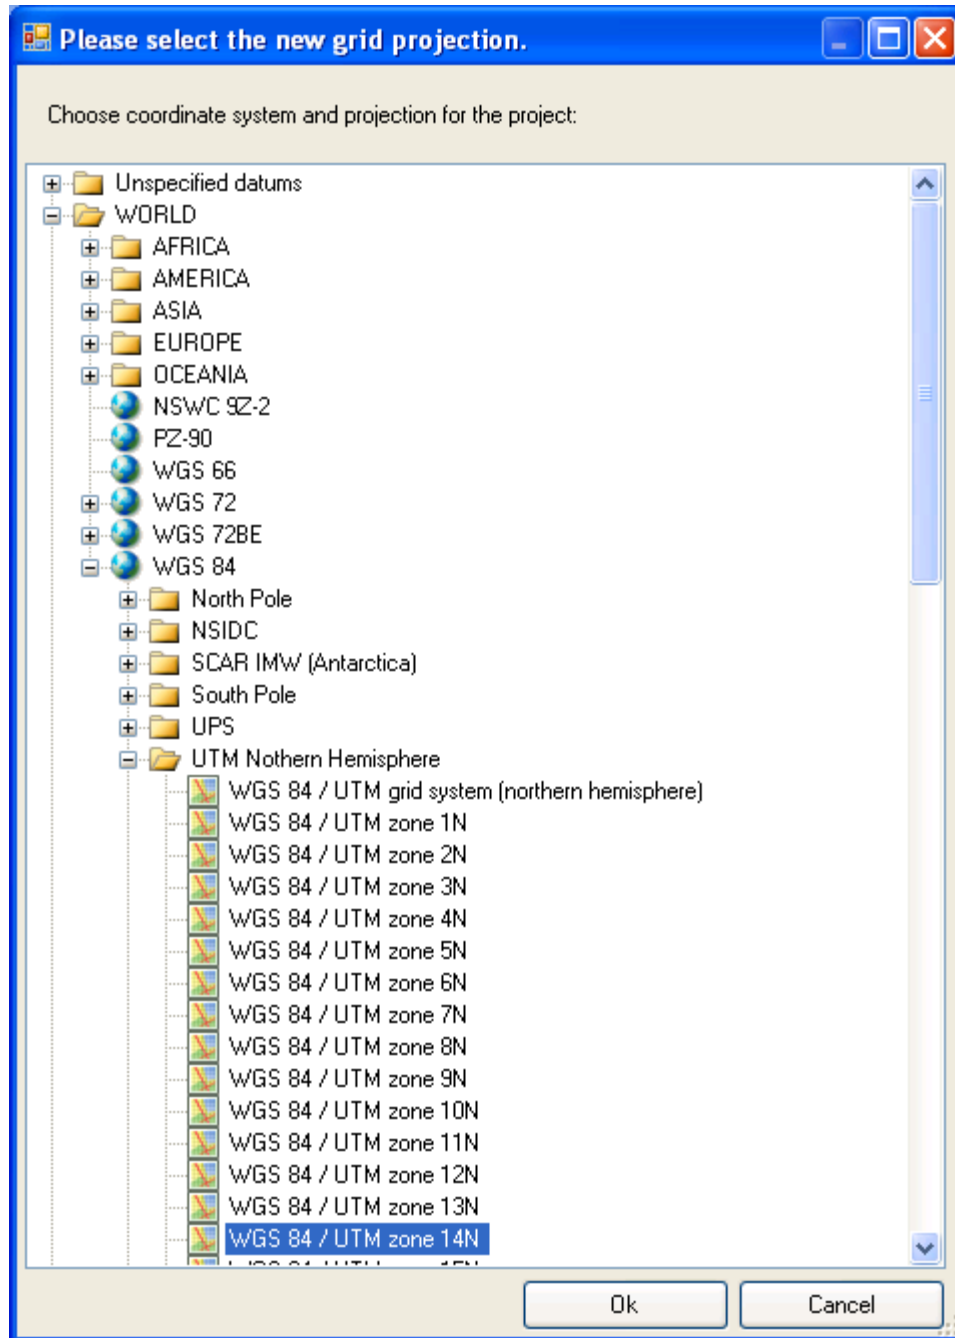 Please select the new grid projection.
Choose coordinate system and projection for the project:
Unspecified datums
WORLD
AFRICA
AMERICA
ASIA
EUROPE
OCEANIA
NSWC 9Z-2
PZ-90
WGS 66
WGS 72
WGS 72BE
WGS 84
North Pole
NSIDC
SCAR IMW (Antarctica)
South Pole
UPS
UTM Nothern Hemisphere
WGS 84 / UTM grid system (northern hemisphere)
WGS 84 / UTM zone 1N
WGS 84 / UTM zone 2N
WGS 84 / UTM zone 3N
WGS 84 / UTM zone 4N
WGS 84 / UTM zone 5N
WGS 84 / UTM zone 6N
WGS 84 / UTM zone 7N
WGS 84 / UTM zone 8N
WGS 84 / UTM zone 9N
WGS 84 / UTM zone 10N
WGS 84 / UTM zone 11N
WGS 84 / UTM zone 12N
WGS 84 / UTM zone 13N
WGS 84 / UTM zone 14N
Ok Cancel